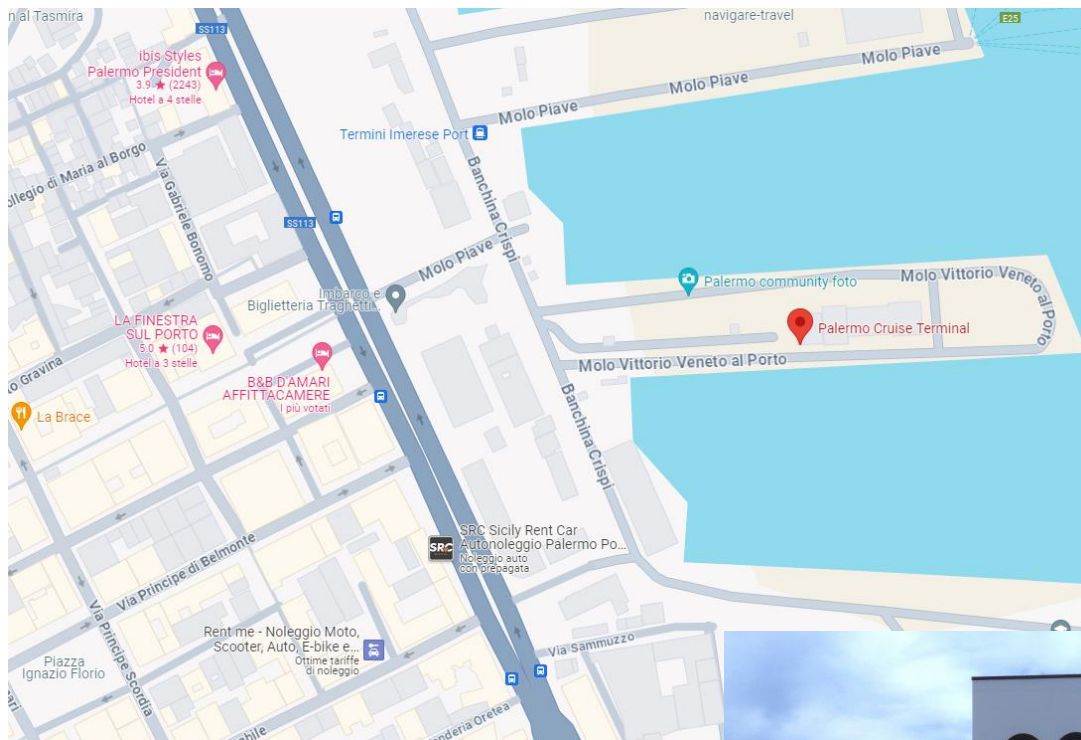 n al Tasmira
SS113
navigare-travel
E25
ibis Styles
Palermo President
3.9 ★ (2243)
Hotel a 4 stelle
Molo Piave
Molo Piave
Molo Piave
Termini Imerese Port
ollegio di Maria al Borgo
Via Gabriele Bonomo
Banchina Crispi
SS113
Molo Piave
Imbarco e
Biglietteria Traghetti...
Palermo community foto
Molo Vittorio Veneto al Porto
LA FINESTRA
SUL PORTO
5.0 ★ (104)
Hotel a 3 stelle
Palermo Cruise Terminal
Molo Vittorio Veneto al Porto
o Gravina
B&B D'AMARI
AFFITTACAMERE
I più votati
La Brace
Banchina Crispi
SRC
SRC Sicily Rent Car
Autonoleggio Palermo Po...
Noleggio auto
con prepagata
Via Principe di Belmonte
Via Principe Scordia
Rent me - Noleggio Moto,
Scooter, Auto, E-bike e...
Ottime tariffe
di noleggio
Via Sammuzzo
Piazza
Ignazio Florio
mari
abile
nderia Oretea